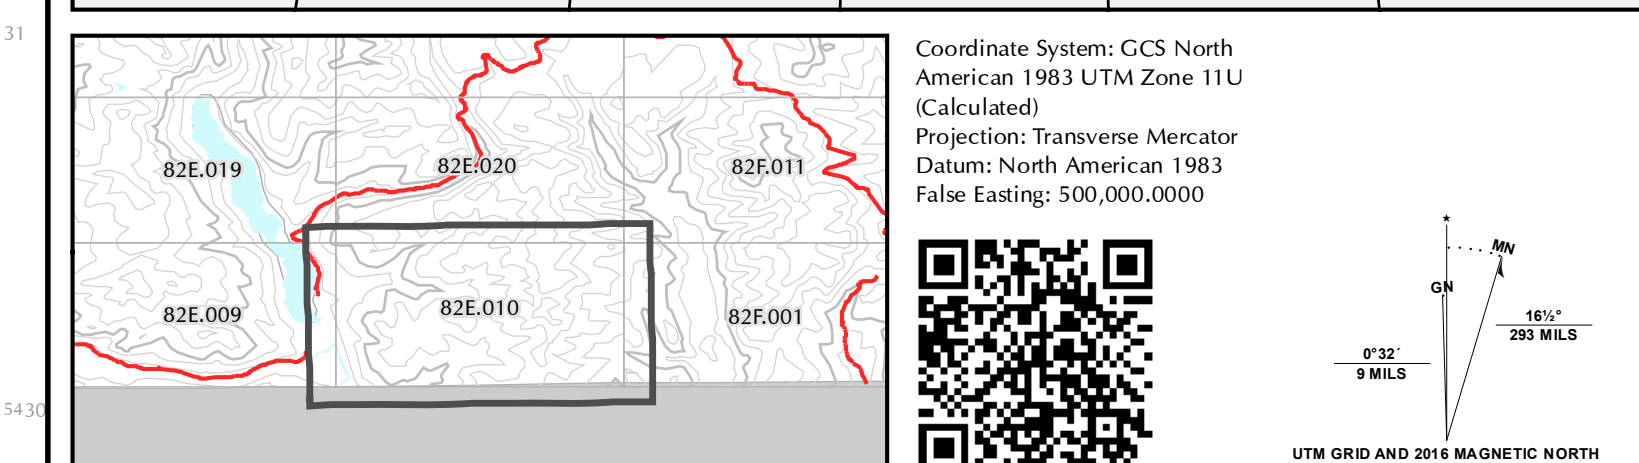 31
5430
82E.019
82E.020
82F.011
82E.009
82E.010
82F.001
Coordinate System: GCS North
American 1983 UTM Zone 11U
(Calculated)
Projection: Transverse Mercator
Datum: North American 1983
False Easting: 500,000.0000
MN
GN
16½°
293 MILS
0°32´
9 MILS
UTM GRID AND 2016 MAGNETIC NORTH